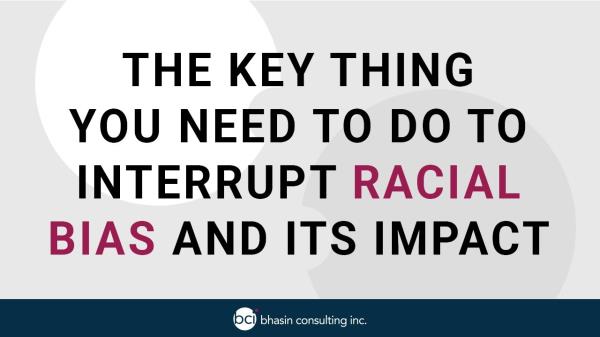 THE KEY THING
YOU NEED TO DO TO
INTERRUPT RACIAL
BIAS AND ITS IMPACT
bci bhasin consulting inc.